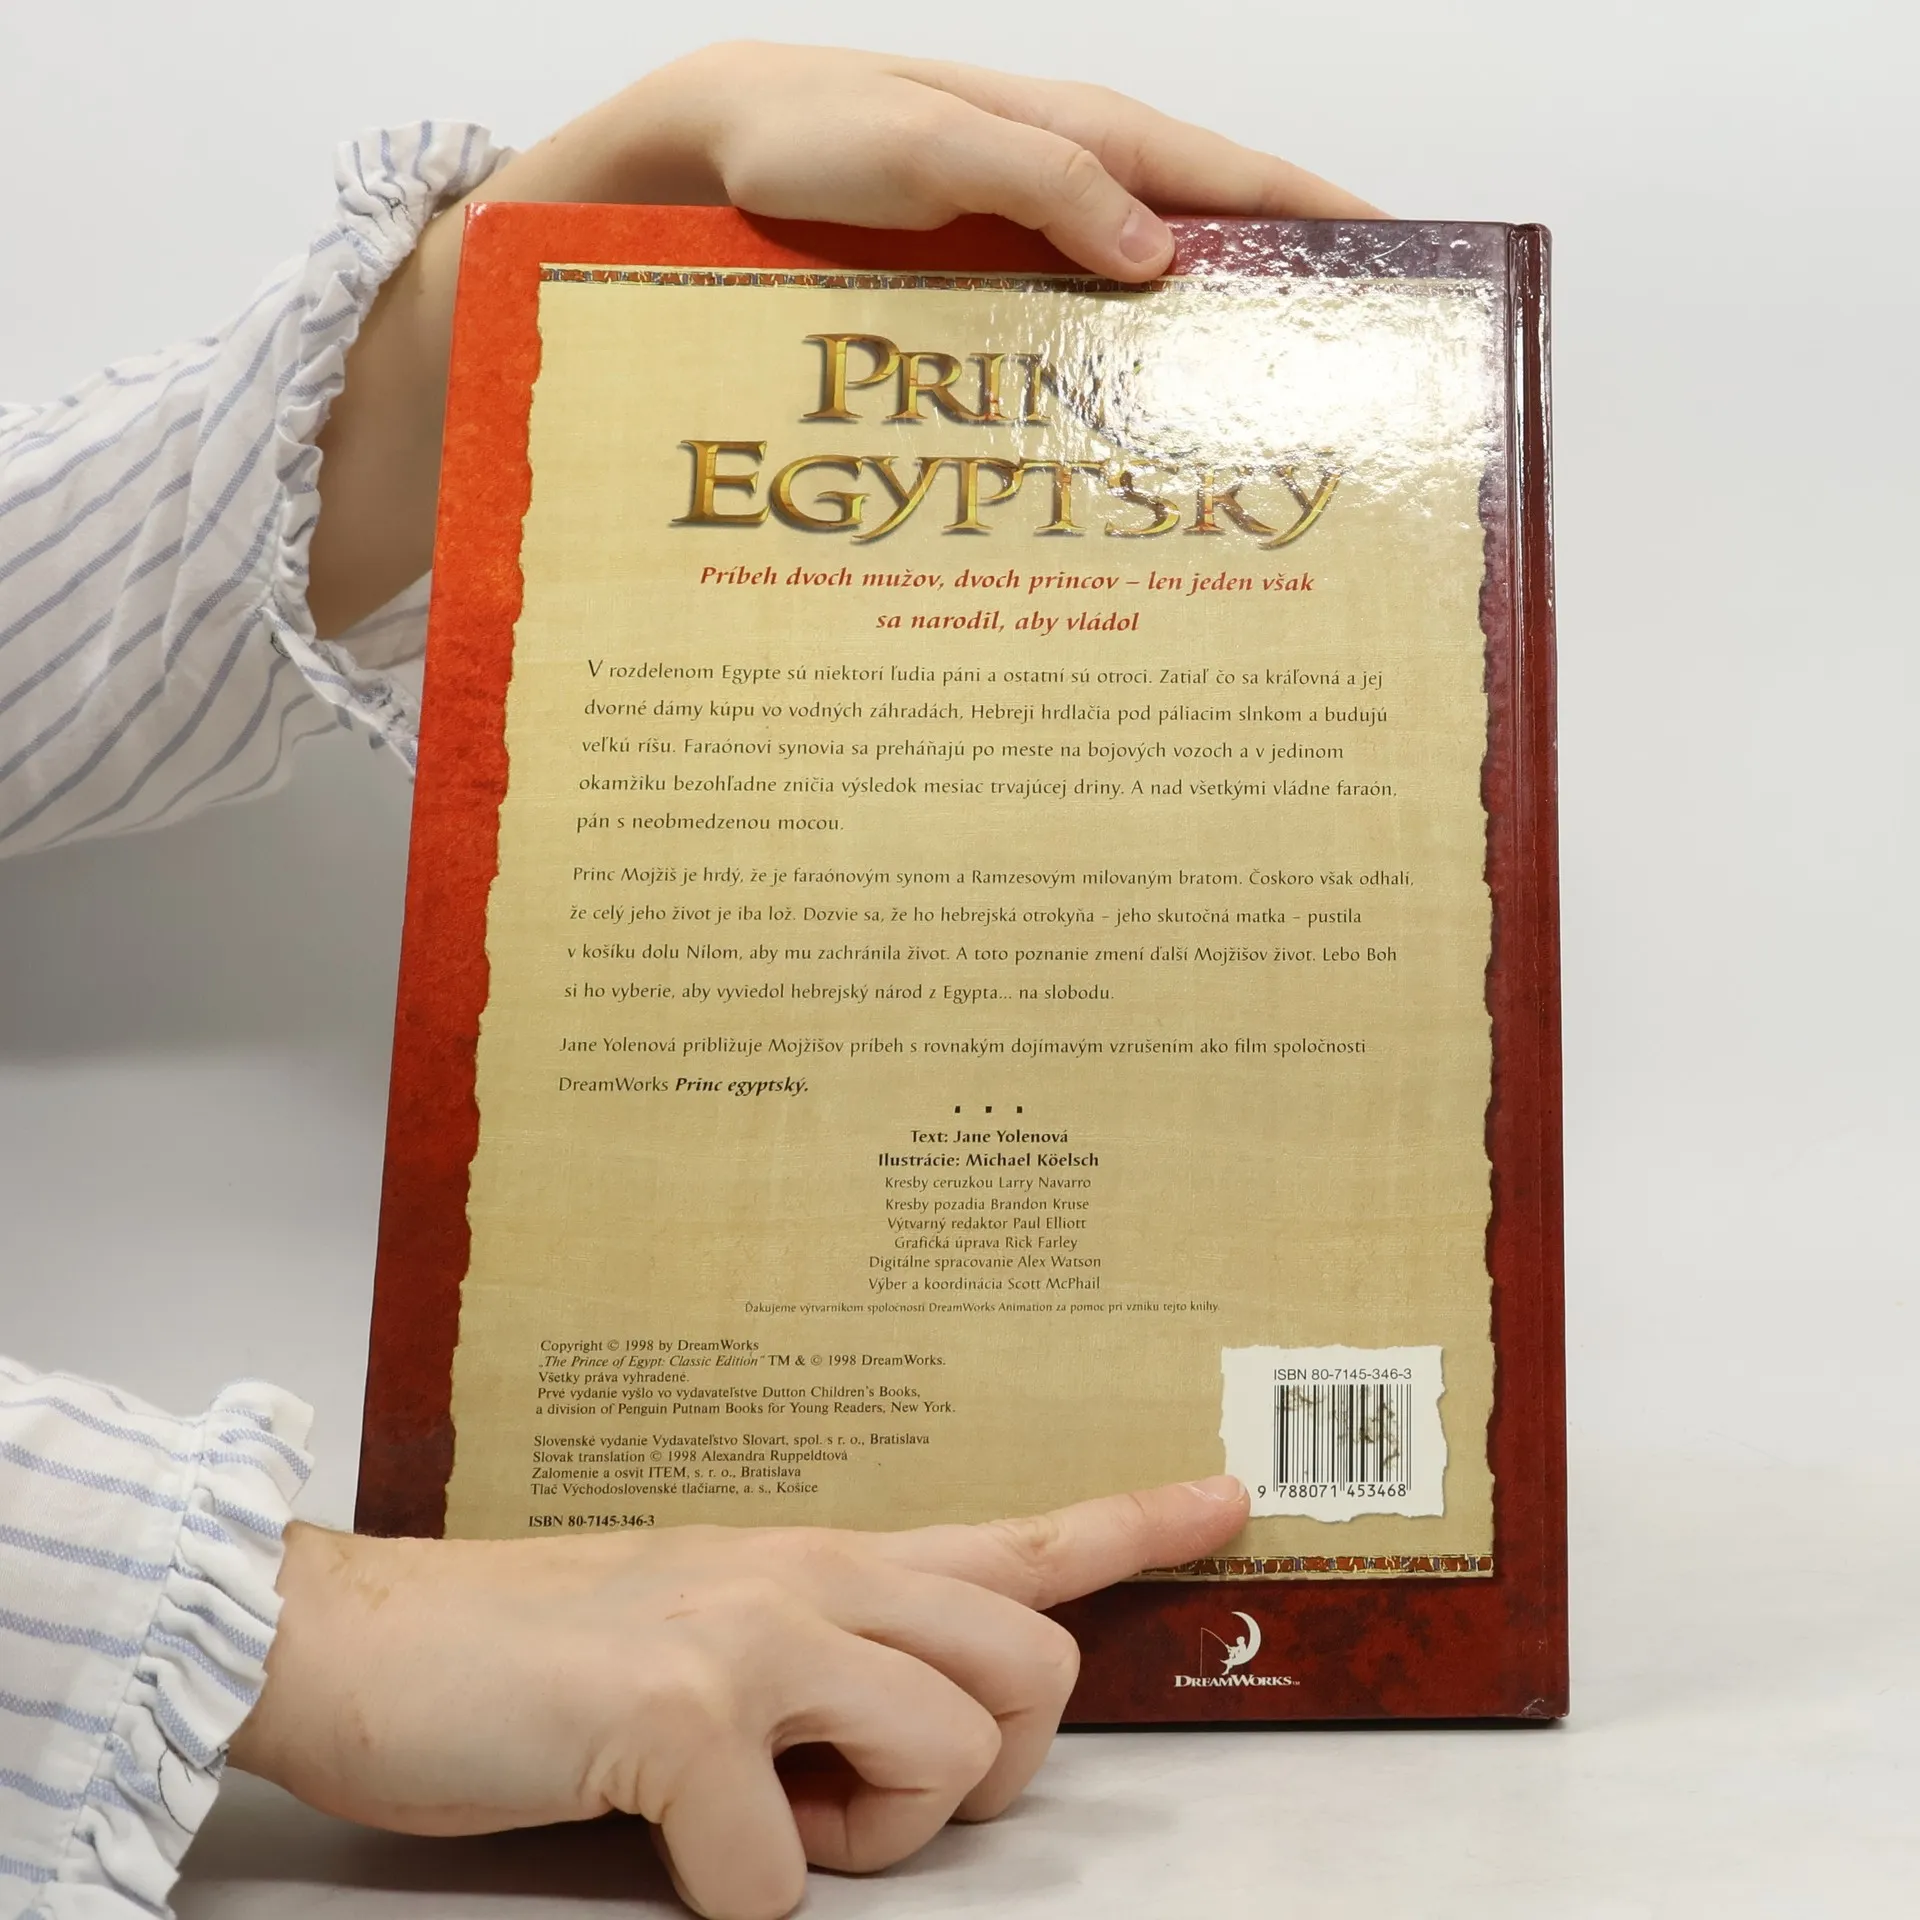 PRINC
EGYPTSKÝ
Príbeh dvoch mužov, dvoch princov – len jeden však
sa narodil, aby vládol
V rozdelenom Egypte sú niektorí ľudia páni a ostatní sú otroci. Zatiaľ čo sa kráľovná a jej
dvorné dámy kúpu vo vodných záhradách, Hebreji hrdlačia pod páliacim slnkom a budujú
veľkú ríšu. Faraónovi synovia sa preháňajú po meste na bojových vozoch a v jedinom
okamžiku bezohľadne zničia výsledok mesiac trvajúcej driny. A nad všetkými vládne faraón,
pán s neobmedzenou mocou.
Princ Mojžiš je hrdý, že je faraónovým synom a Ramzesovým milovaným bratom. Čoskoro však odhalí,
že celý jeho život je iba lož. Dozvie sa, že ho hebrejská otrokyňa – jeho skutočná matka – pustila
v košíku dolu Nílom, aby mu zachránila život. A toto poznanie zmení ďalší Mojžišov život. Lebo Boh
si ho vyberie, aby vyviedol hebrejský národ z Egypta... na slobodu.
Jane Yolenová približuje Mojžišov príbeh s rovnakým dojímavým vzrušením ako film spoločnosti
DreamWorks Princ egyptský.
Text: Jane Yolenová
Ilustrácie: Michael Köelsch
Kresby ceruzkou Larry Navarro
Kresby pozadia Brandon Kruse
Výtvarný redaktor Paul Elliott
Grafická úprava Rick Farley
Digitálne spracovanie Alex Watson
Výber a koordinácia Scott McPhail
Ďakujeme výtvarníkom spoločnosti DreamWorks Animation za pomoc pri vzniku tejto knihy.
Copyright © 1998 by DreamWorks
„The Prince of Egypt: Classic Edition" TM & © 1998 DreamWorks.
Všetky práva vyhradené.
Prvé vydanie vyšlo vo vydavateľstve Dutton Children's Books,
a division of Penguin Putnam Books for Young Readers, New York.
Slovenské vydanie Vydavateľstvo Slovart, spol. s r. o., Bratislava
Slovak translation © 1998 Alexandra Ruppeldtová
Zalomenie a osvit ITEM, s. r. o., Bratislava
Tlač Východoslovenské tlačiarne, a. s., Košice
ISBN 80-7145-346-3
ISBN 80-7145-346-3
9 788071 453468
DREAMWORKS™